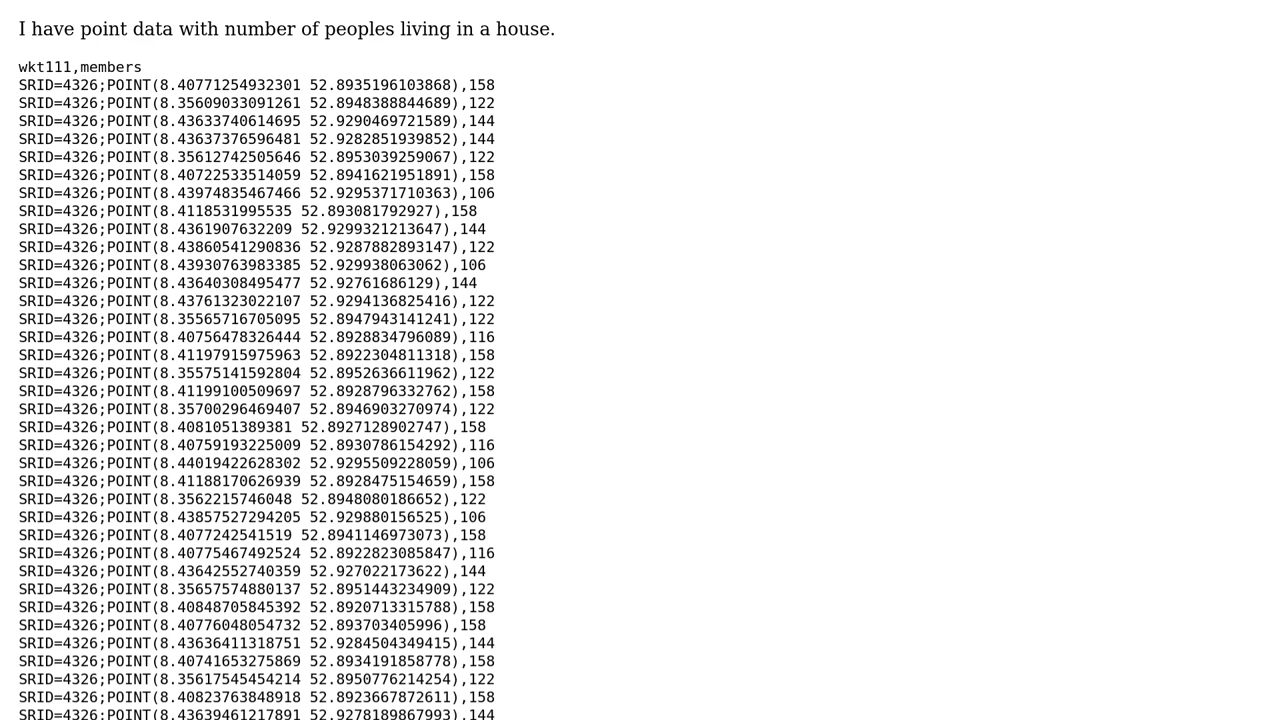 I have point data with number of peoples living in a house.
wkt111,members
SRID=4326;POINT(8.40771254932301 52.8935196103868),158
SRID=4326;POINT(8.35609033091261 52.8948388844689),122
SRID=4326;POINT(8.43633740614695 52.9290469721589),144
SRID=4326;POINT(8.43637376596481 52.9282851939852),144
SRID=4326;POINT(8.35612742505646 52.8953039259067),122
SRID=4326;POINT(8.40722533514059 52.8941621951891),158
SRID=4326;POINT(8.43974835467466 52.9295371710363),106
SRID=4326;POINT(8.4118531995535 52.893081792927),158
SRID=4326;POINT(8.4361907632209 52.9299321213647),144
SRID=4326;POINT(8.43860541290836 52.9287882893147),122
SRID=4326;POINT(8.43930763983385 52.929938063062),106
SRID=4326;POINT(8.43640308495477 52.92761686129),144
SRID=4326;POINT(8.43761323022107 52.9294136825416),122
SRID=4326;POINT(8.35565716705095 52.8947943141241),122
SRID=4326;POINT(8.40756478326444 52.8928834796089),116
SRID=4326;POINT(8.41197915975963 52.8922304811318),158
SRID=4326;POINT(8.35575141592804 52.8952636611962),122
SRID=4326;POINT(8.41199100509697 52.8928796332762),158
SRID=4326;POINT(8.35700296469407 52.8946903270974),122
SRID=4326;POINT(8.4081051389381 52.8927128902747),158
SRID=4326;POINT(8.40759193225009 52.8930786154292),116
SRID=4326;POINT(8.44019422628302 52.9295509228059),106
SRID=4326;POINT(8.41188170626939 52.8928475154659),158
SRID=4326;POINT(8.3562215746048 52.8948080186652),122
SRID=4326;POINT(8.43857527294205 52.929880156525),106
SRID=4326;POINT(8.4077242541519 52.8941146973073),158
SRID=4326;POINT(8.40775467492524 52.8922823085847),116
SRID=4326;POINT(8.43642552740359 52.927022173622),144
SRID=4326;POINT(8.35657574880137 52.8951443234909),122
SRID=4326;POINT(8.40848705845392 52.8920713315788),158
SRID=4326;POINT(8.40776048054732 52.893703405996),158
SRID=4326;POINT(8.43636411318751 52.9284504349415),144
SRID=4326;POINT(8.40741653275869 52.8934191858778),158
SRID=4326;POINT(8.35617545454214 52.8950776214254),122
SRID=4326;POINT(8.40823763848918 52.8923667872611),158
SRID=4326;POINT(8.43639461217891 52.9278189867993),144